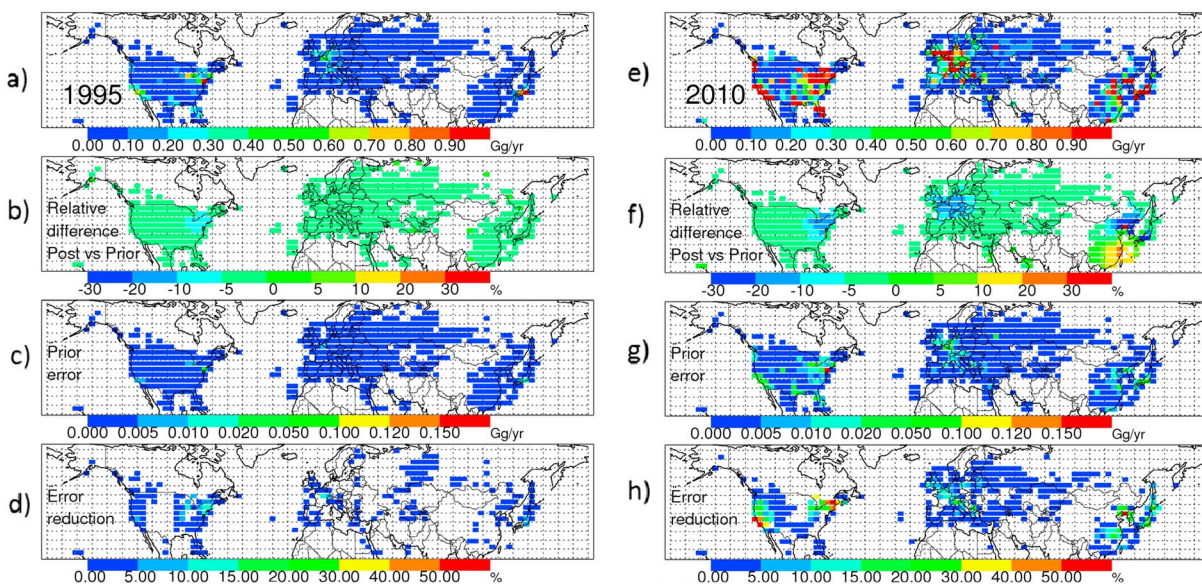 a)
1995
0.00 0.10 0.20 0.30 0.40 0.50 0.60 0.70 0.80 0.90 Gg/yr
b)
Relative
difference
Post vs Prior
-30 -20 -10 -5 0 5 10 20 30 %
c)
Prior
error
0.000 0.005 0.010 0.020 0.050 0.100 0.120 0.150 Gg/yr
d)
Error
reduction
0.00 5.00 10.00 15.00 20.00 30.00 40.00 50.00 %
e)
2010
0.00 0.10 0.20 0.30 0.40 0.50 0.60 0.70 0.80 0.90 Gg/yr
f)
Relative
difference
Post vs Prior
-30 -20 -10 -5 0 5 10 20 30 %
g)
Prior
error
0.000 0.005 0.010 0.020 0.050 0.100 0.120 0.150 Gg/yr
h)
Error
reduction
0.00 5.00 10.00 15.00 20.00 30.00 40.00 50.00 %